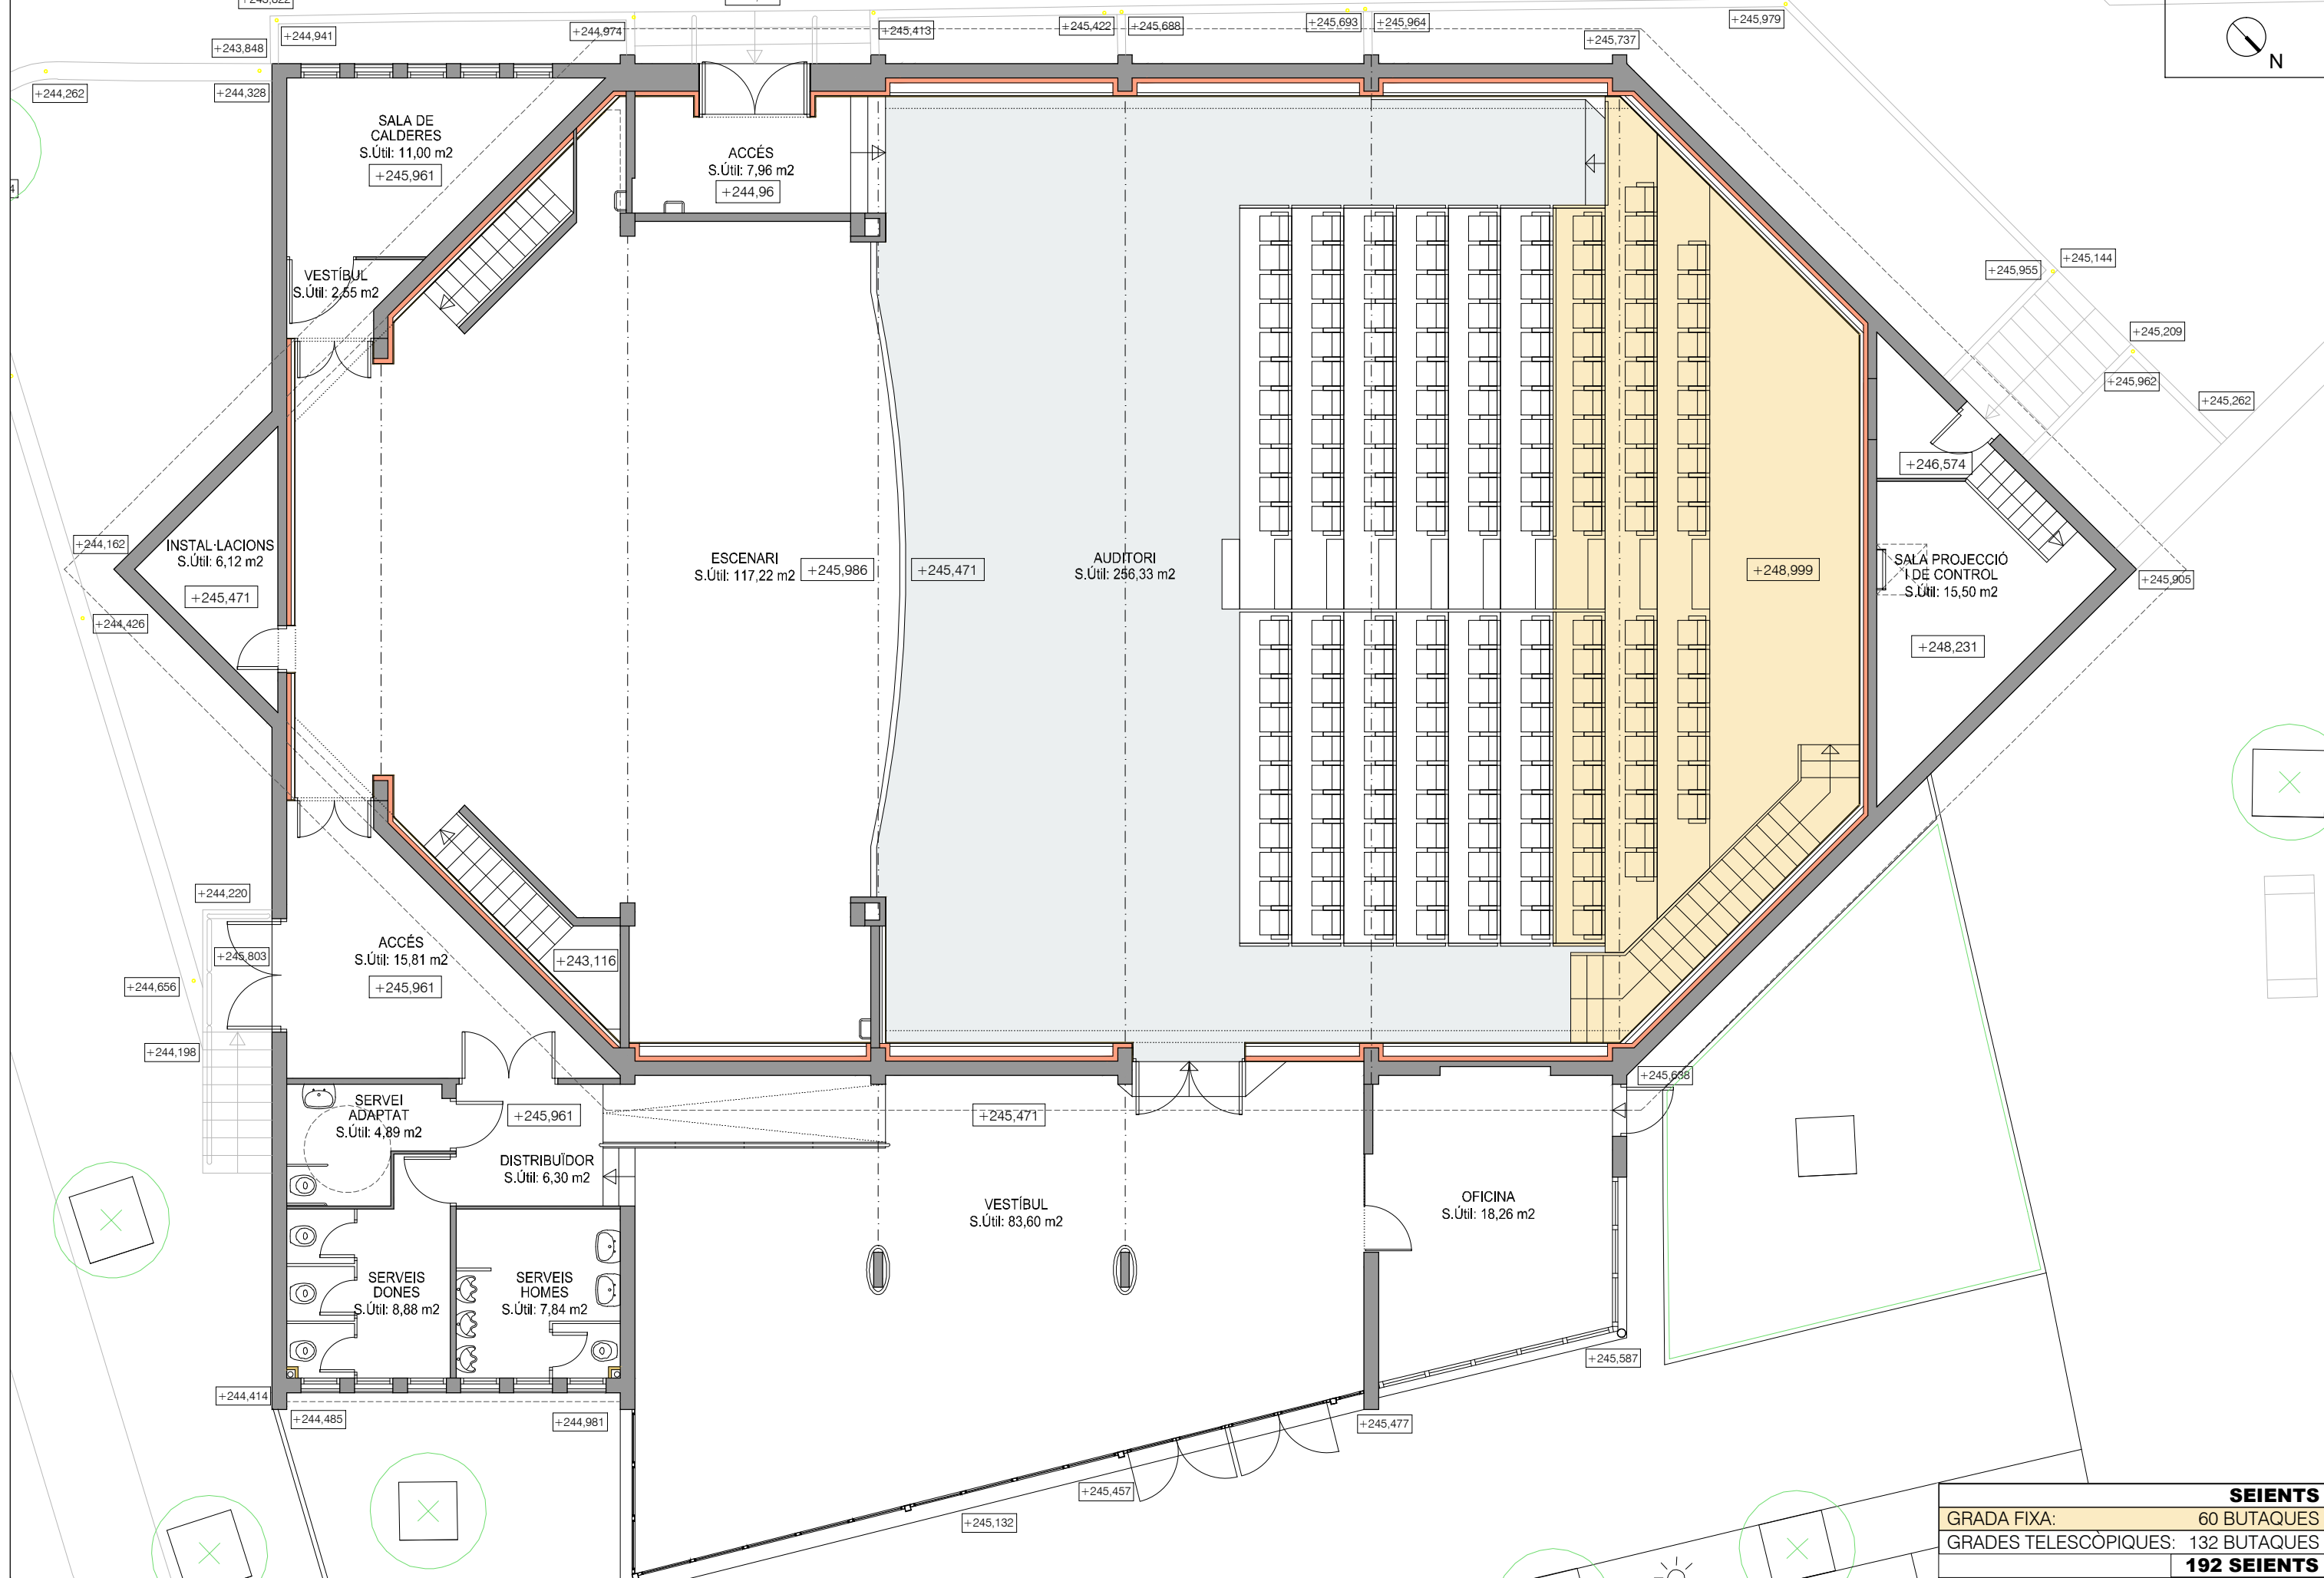 +244,941
+244,974
+245,413
+245,422
+245,688
+245,693
+245,964
+245,979
+243,848
+245,737
N
+244,262
+244,328
SALA DE
CALDERES
S.Útil: 11,00 m2
+245,961
ACCÉS
S.Útil: 7,96 m2
+244,96
VESTÍBUL
S.Útil: 2,55 m2
+245,144
+245,955
+245,209
+245,962
+245,262
+246,574
+244,162
INSTAL·LACIONS
S.Útil: 6,12 m2
+245,471
+244,426
ESCENARI
S.Útil: 117,22 m2
+245,986
+245,471
AUDITORI
S.Útil: 256,33 m2
+248,999
SALA PROJECCIÓ
I DE CONTROL
S.Útil: 15,50 m2
+245,905
+248,231
+244,220
+245,803
ACCÉS
S.Útil: 15,81 m2
+245,961
+243,116
+244,656
+244,198
+245,638
SERVEI
ADAPTAT
S.Útil: 4,89 m2
+245,961
+245,471
DISTRIBUÏDOR
S.Útil: 6,30 m2
VESTÍBUL
S.Útil: 83,60 m2
OFICINA
S.Útil: 18,26 m2
SERVEIS
DONES
S.Útil: 8,88 m2
SERVEIS
HOMES
S.Útil: 7,84 m2
+245,587
+244,414
+244,485
+244,981
+245,477
+245,457
+245,132
SEIENTS
GRADA FIXA: 60 BUTAQUES
GRADES TELESCÒPIQUES: 132 BUTAQUES
192 SEIENTS